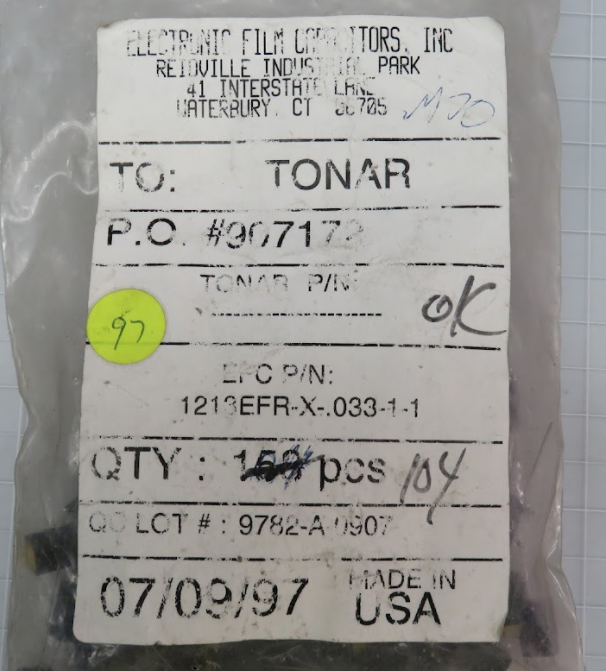 ELECTRONIC FILM CAPACITORS, INC
REIDVILLE INDUSTRIAL PARK
41 INTERSTATE LANE
WATERBURY, CT 06705
TO: TONAR
P.O. #907172
TONAR P/N:
--------------------
OK
97
EFC P/N:
1213EFR-X-.033-1-1
QTY: pcs 104
QC LOT #: 9782-A-0907
07/09/97 MADE IN
USA